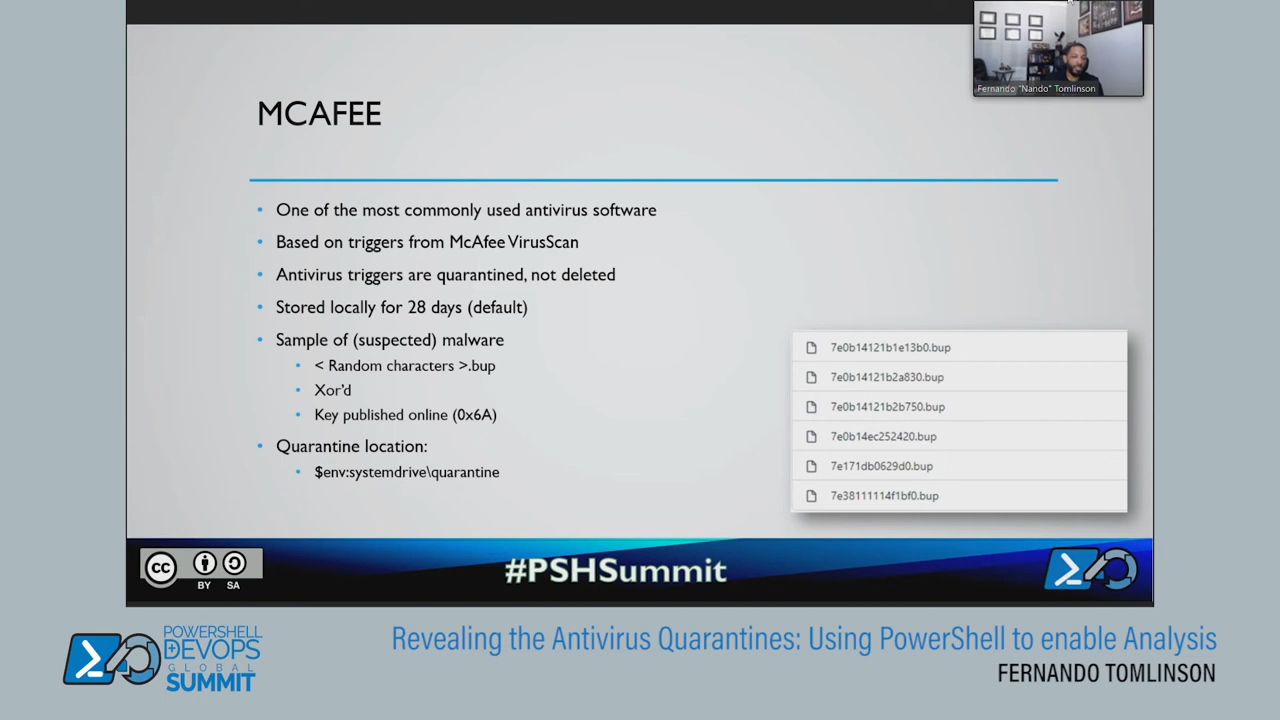 Fernando "Nando" Tomlinson
MCAFEE
One of the most commonly used antivirus software
Based on triggers from McAfee VirusScan
Antivirus triggers are quarantined, not deleted
Stored locally for 28 days (default)
Sample of (suspected) malware
< Random characters >.bup
Xor'd
Key published online (0x6A)
Quarantine location:
$env:systemdrive\quarantine
7e0b14121b1e13b0.bup
7e0b14121b2a830.bup
7e0b14121b2b750.bup
7e0b14ec252420.bup
7e171db0629d0.bup
7e38111114f1bf0.bup
cc
BY SA
#PSHSummit
POWERSHELL
DEVOPS
GLOBAL
SUMMIT
Revealing the Antivirus Quarantines: Using PowerShell to enable Analysis
FERNANDO TOMLINSON